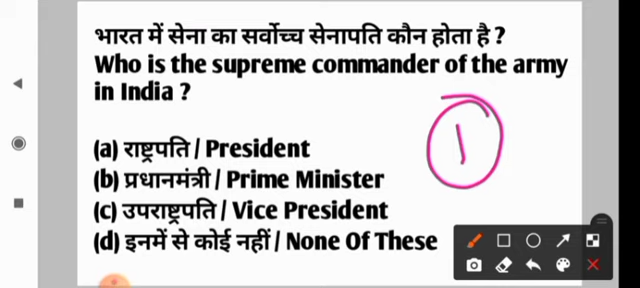 भारत में सेना का सर्वोच्च सेनापति कौन होता है ?
Who is the supreme commander of the army
in India ?
1
(a) राष्ट्रपति / President
(b) प्रधानमंत्री / Prime Minister
(c) उपराष्ट्रपति / Vice President
(d) इनमें से कोई नहीं / None Of These